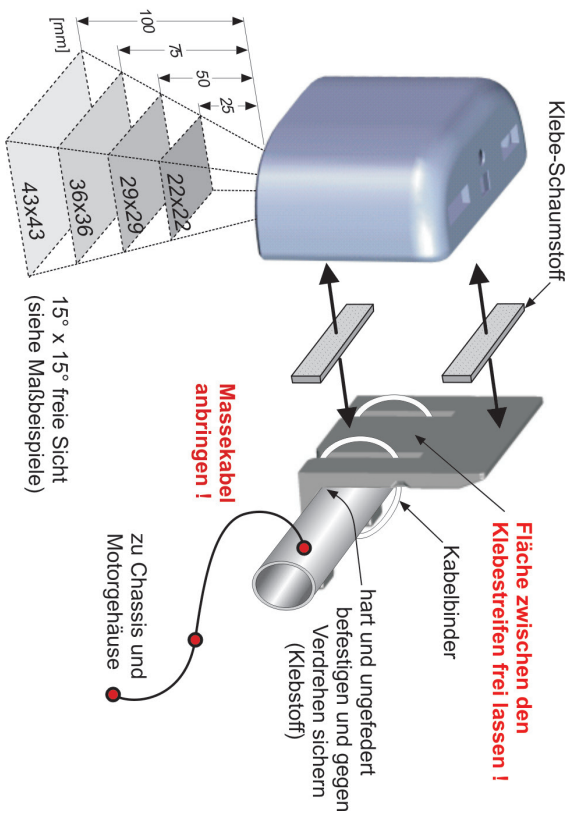 Klebe-Schaumstoff
Fläche zwischen den
Klebestreifen frei lassen !
Kabelbinder
hart und ungefedert
befestigen und gegen
Verdrehen sichern
(Klebstoff)
Massekabel
anbringen !
zu Chassis und
Motorgehäuse
[mm]
100
75
50
25
22x22
29x29
36x36
43x43
15° x 15° freie Sicht
(siehe Maßbeispiele)